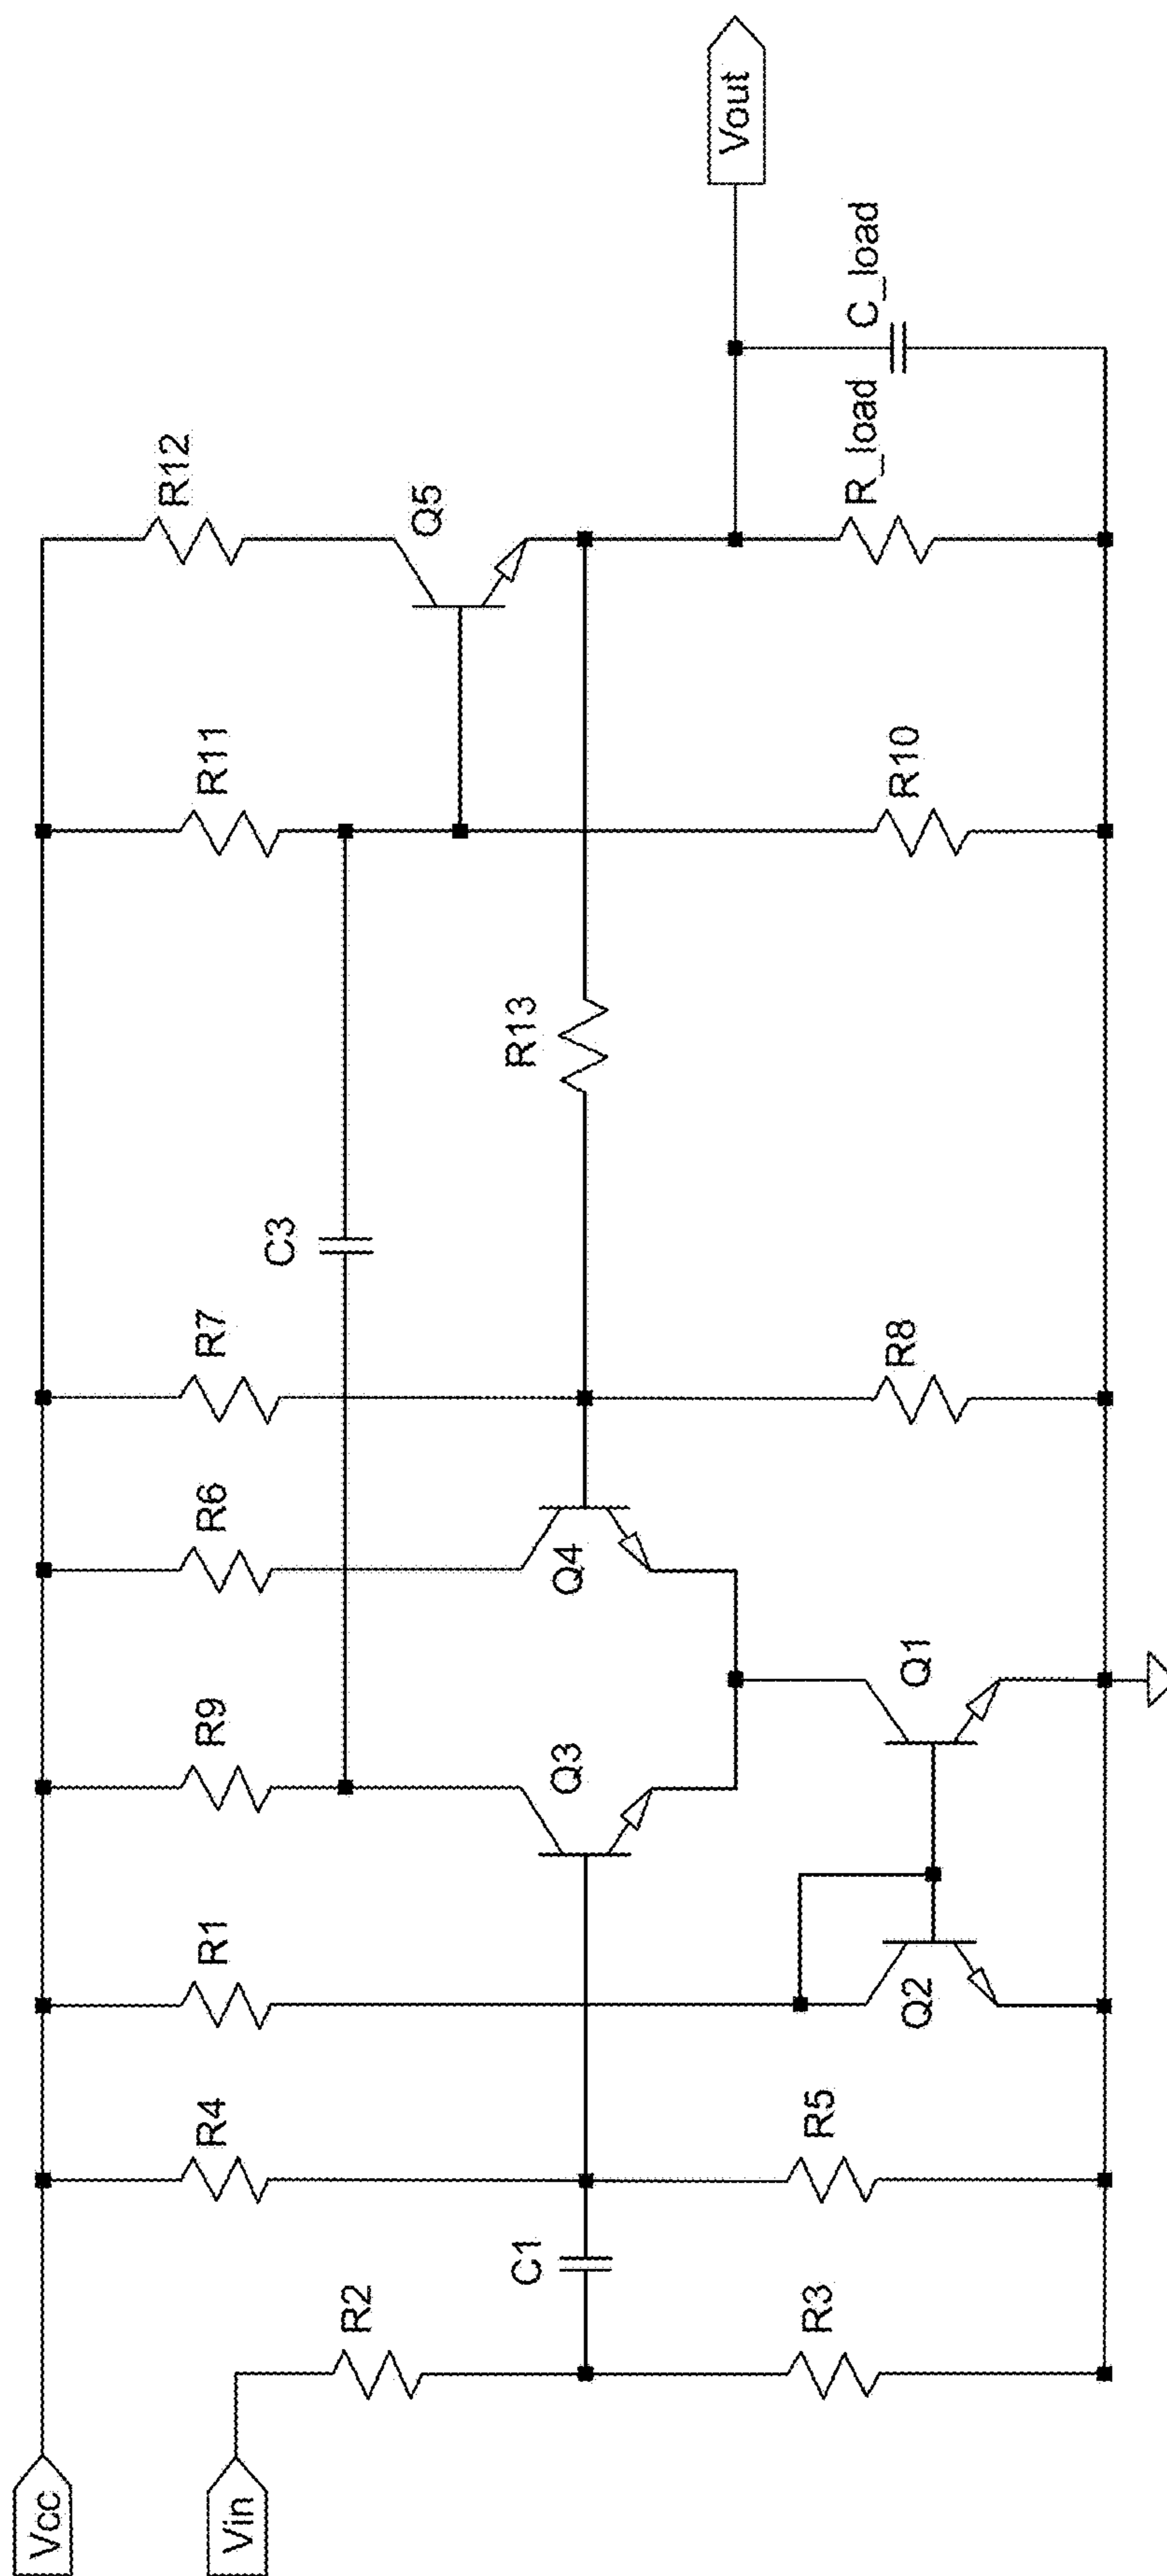 Vcc
Vin
R2
R3
C1
R4
R5
R1
Q2
Q1
R9
Q3
R6
Q4
R7
R8
C3
R13
R11
R10
R12
Q5
R_load
C_load
Vout